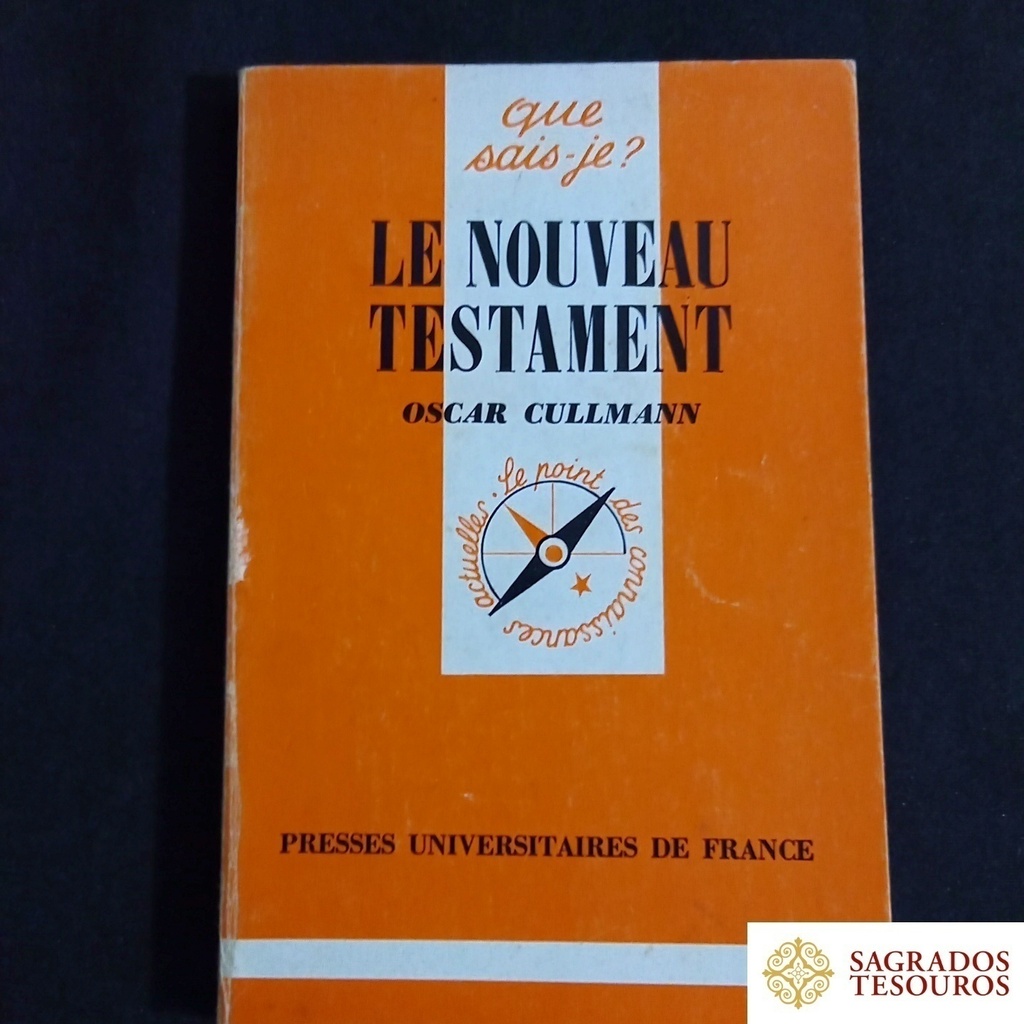 que
sais-je?
LE NOUVEAU
TESTAMENT
OSCAR CULLMANN
Le point des connaissances actuelles.
PRESSES UNIVERSITAIRES DE FRANCE
SAGRADOS
TESOUROS